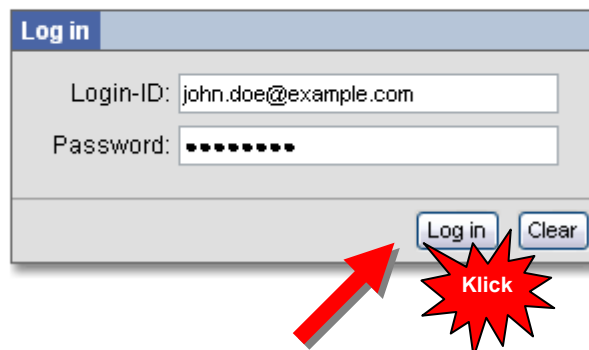 Log in
Login-ID: john.doe@example.com
Password: •••••••••
Log in Clear
Klick